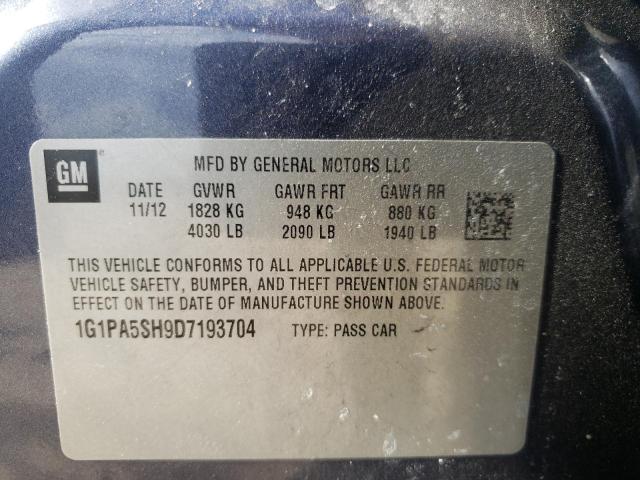 GM
MFD BY GENERAL MOTORS LLC
DATE GVWR GAWR FRT GAWR RR
11/12 1828 KG 948 KG 880 KG
4030 LB 2090 LB 1940 LB
THIS VEHICLE CONFORMS TO ALL APPLICABLE U.S. FEDERAL MOTOR
VEHICLE SAFETY, BUMPER, AND THEFT PREVENTION STANDARDS IN
EFFECT ON THE DATE OF MANUFACTURE SHOWN ABOVE.
1G1PA5SH9D7193704 TYPE: PASS CAR